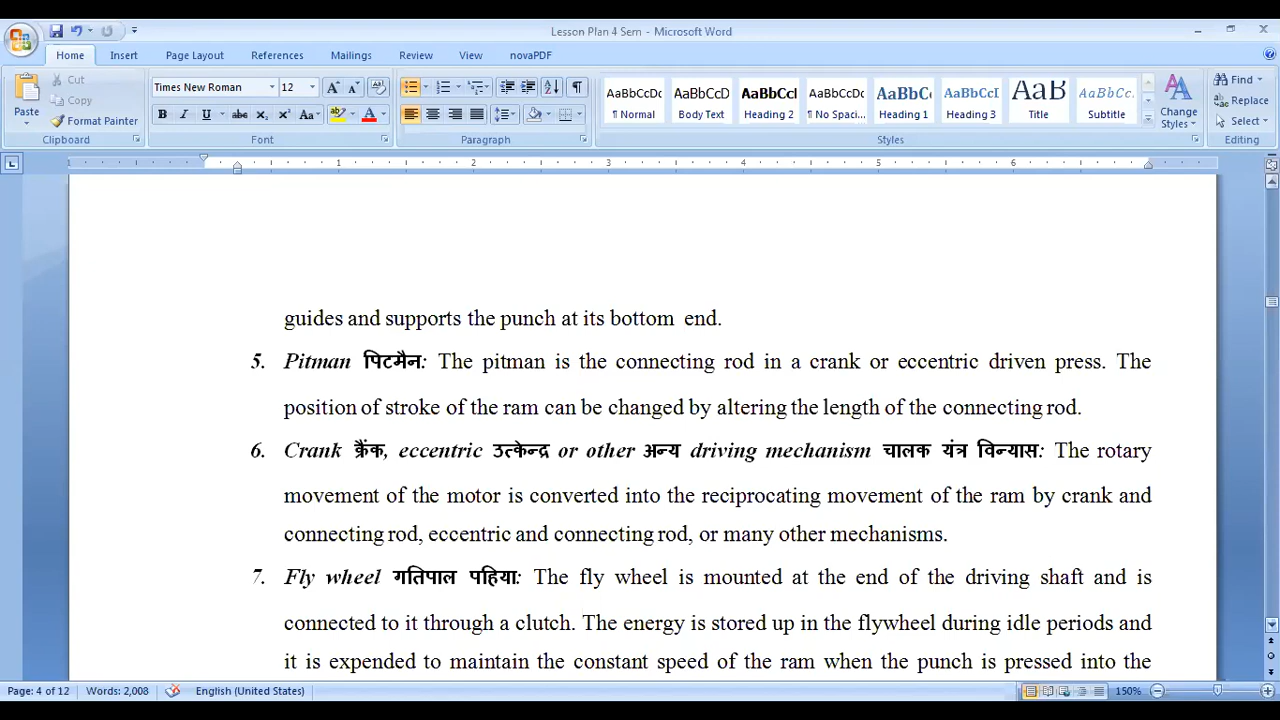 Lesson Plan 4 Sem - Microsoft Word
Home Insert Page Layout References Mailings Review View novaPDF
Paste
Cut
Copy
Format Painter
Clipboard
Times New Roman 12
Font
Paragraph
AaBbCcDc AaBbCcD AaBbCcI AaBbCcDc AaBbCc AaBbCcI AaB AaBbCc.
¶ Normal Body Text Heading 2 ¶ No Spaci... Heading 1 Heading 3 Title Subtitle
Change Styles
Styles
Find
Replace
Select
Editing
1 1 2 3 4 5 6
guides and supports the punch at its bottom end.
5. Pitman पिटमैन: The pitman is the connecting rod in a crank or eccentric driven press. The
position of stroke of the ram can be changed by altering the length of the connecting rod.
6. Crank क्रैंक, eccentric उत्केन्द्र or other अन्य driving mechanism चालक यंत्र विन्यास: The rotary
movement of the motor is converted into the reciprocating movement of the ram by crank and
connecting rod, eccentric and connecting rod, or many other mechanisms.
7. Fly wheel गतिपाल पहिया: The fly wheel is mounted at the end of the driving shaft and is
connected to it through a clutch. The energy is stored up in the flywheel during idle periods and
it is expended to maintain the constant speed of the ram when the punch is pressed into the
Page: 4 of 12 Words: 2,008 English (United States) 150%